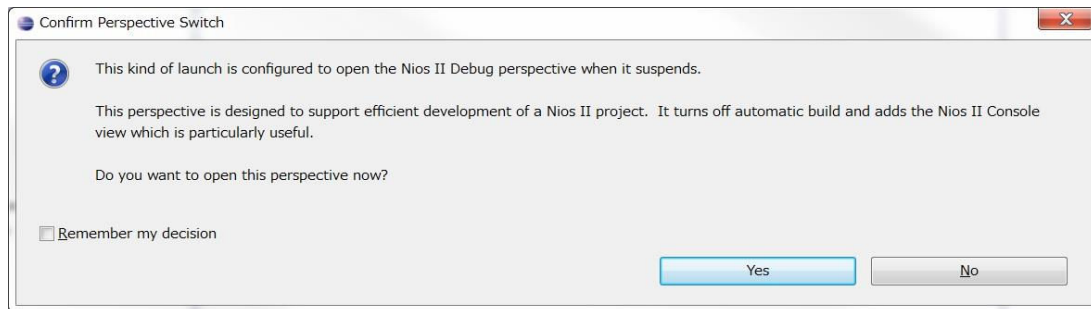 Confirm Perspective Switch
This kind of launch is configured to open the Nios II Debug perspective when it suspends.
This perspective is designed to support efficient development of a Nios II project.  It turns off automatic build and adds the Nios II Console
view which is particularly useful.
Do you want to open this perspective now?
Remember my decision
Yes
No